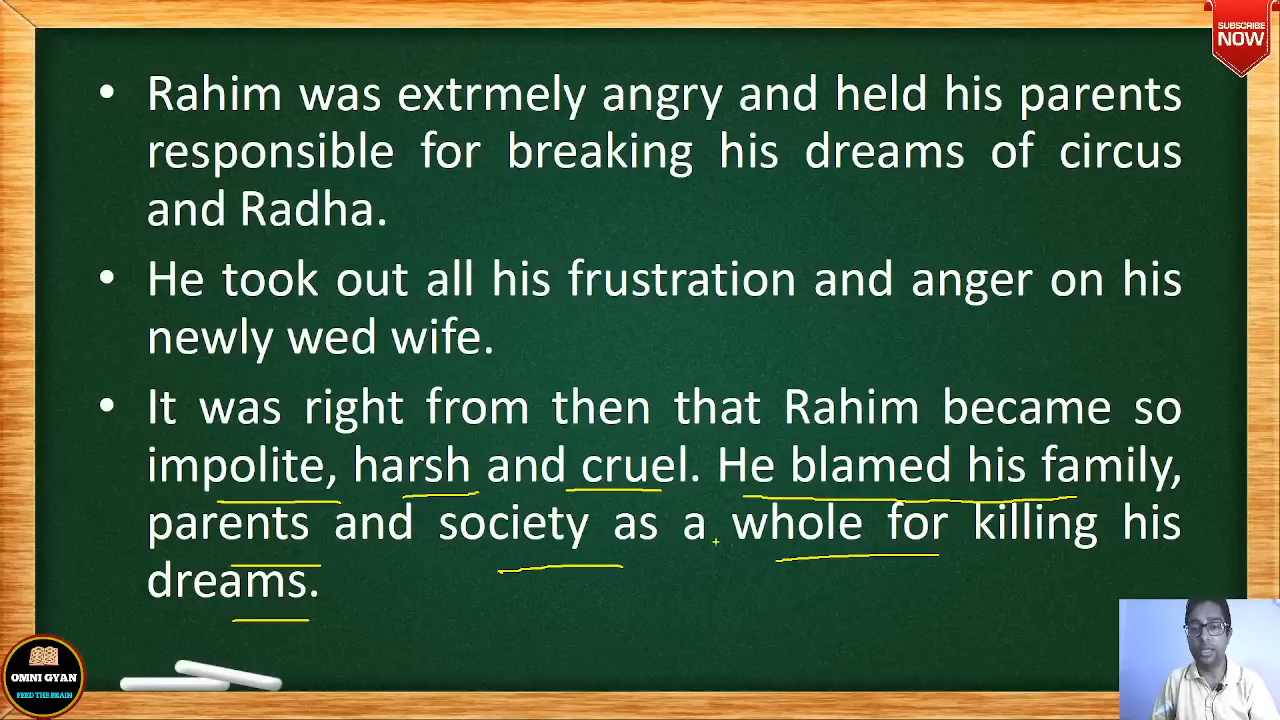 SUBSCRIBE
NOW
• Rahim was extrmely angry and held his parents
responsible for breaking his dreams of circus
and Radha.
• He took out all his frustration and anger on his
newly wed wife.
• It was right from then that Rahim became so
impolite, harsh and cruel. He blamed his family,
parents and society as a whole for killing his
dreams.
OMNI GYAN
FEED THE BRAIN